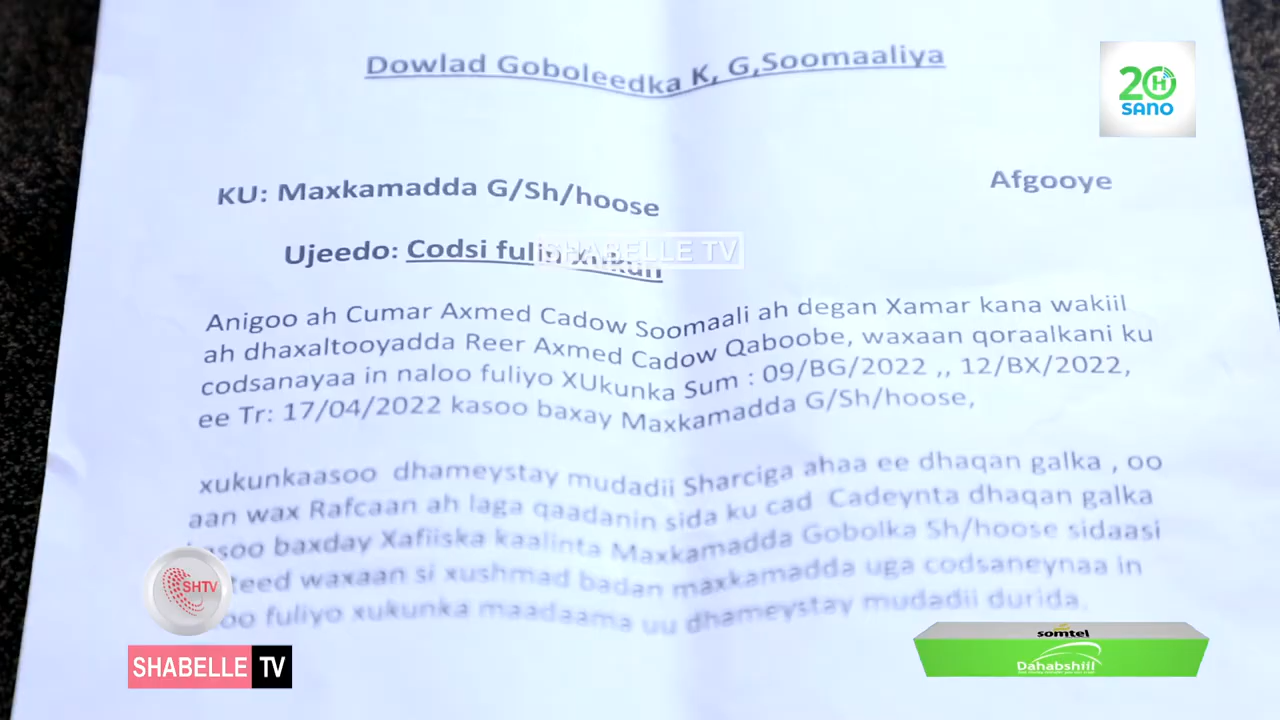 Dowlad Goboleedka K, G,Soomaaliya
20 H
SANO
KU: Maxkamadda G/Sh/hoose
Afgooye
Ujeedo: Codsi fulin xukun
SHABELLE TV
Anigoo ah Cumar Axmed Cadow Soomaali ah degan Xamar kana wakiil
ah dhaxaltooyadda Reer Axmed Cadow Qaboobe, waxaan qoraalkani ku
codsanayaa in naloo fuliyo XUkunka Sum : 09/BG/2022 ,, 12/BX/2022,
ee Tr: 17/04/2022 kasoo baxay Maxkamadda G/Sh/hoose,
xukunkaasoo dhameystay mudadii Sharciga ahaa ee dhaqan galka , oo
aan wax Rafcaan ah laga qaadanin sida ku cad Cadeynta dhaqan galka
kasoo baxday Xafiiska kaalinta Maxkamadda Gobolka Sh/hoose sidaasi
waxaan si xushmad badan maxkamadda uga codsaneynaa in
fuliyo xukunka maadaama uu dhameystay mudadii durida.
SHTV
SHABELLE TV
somtel
Dahabshiil